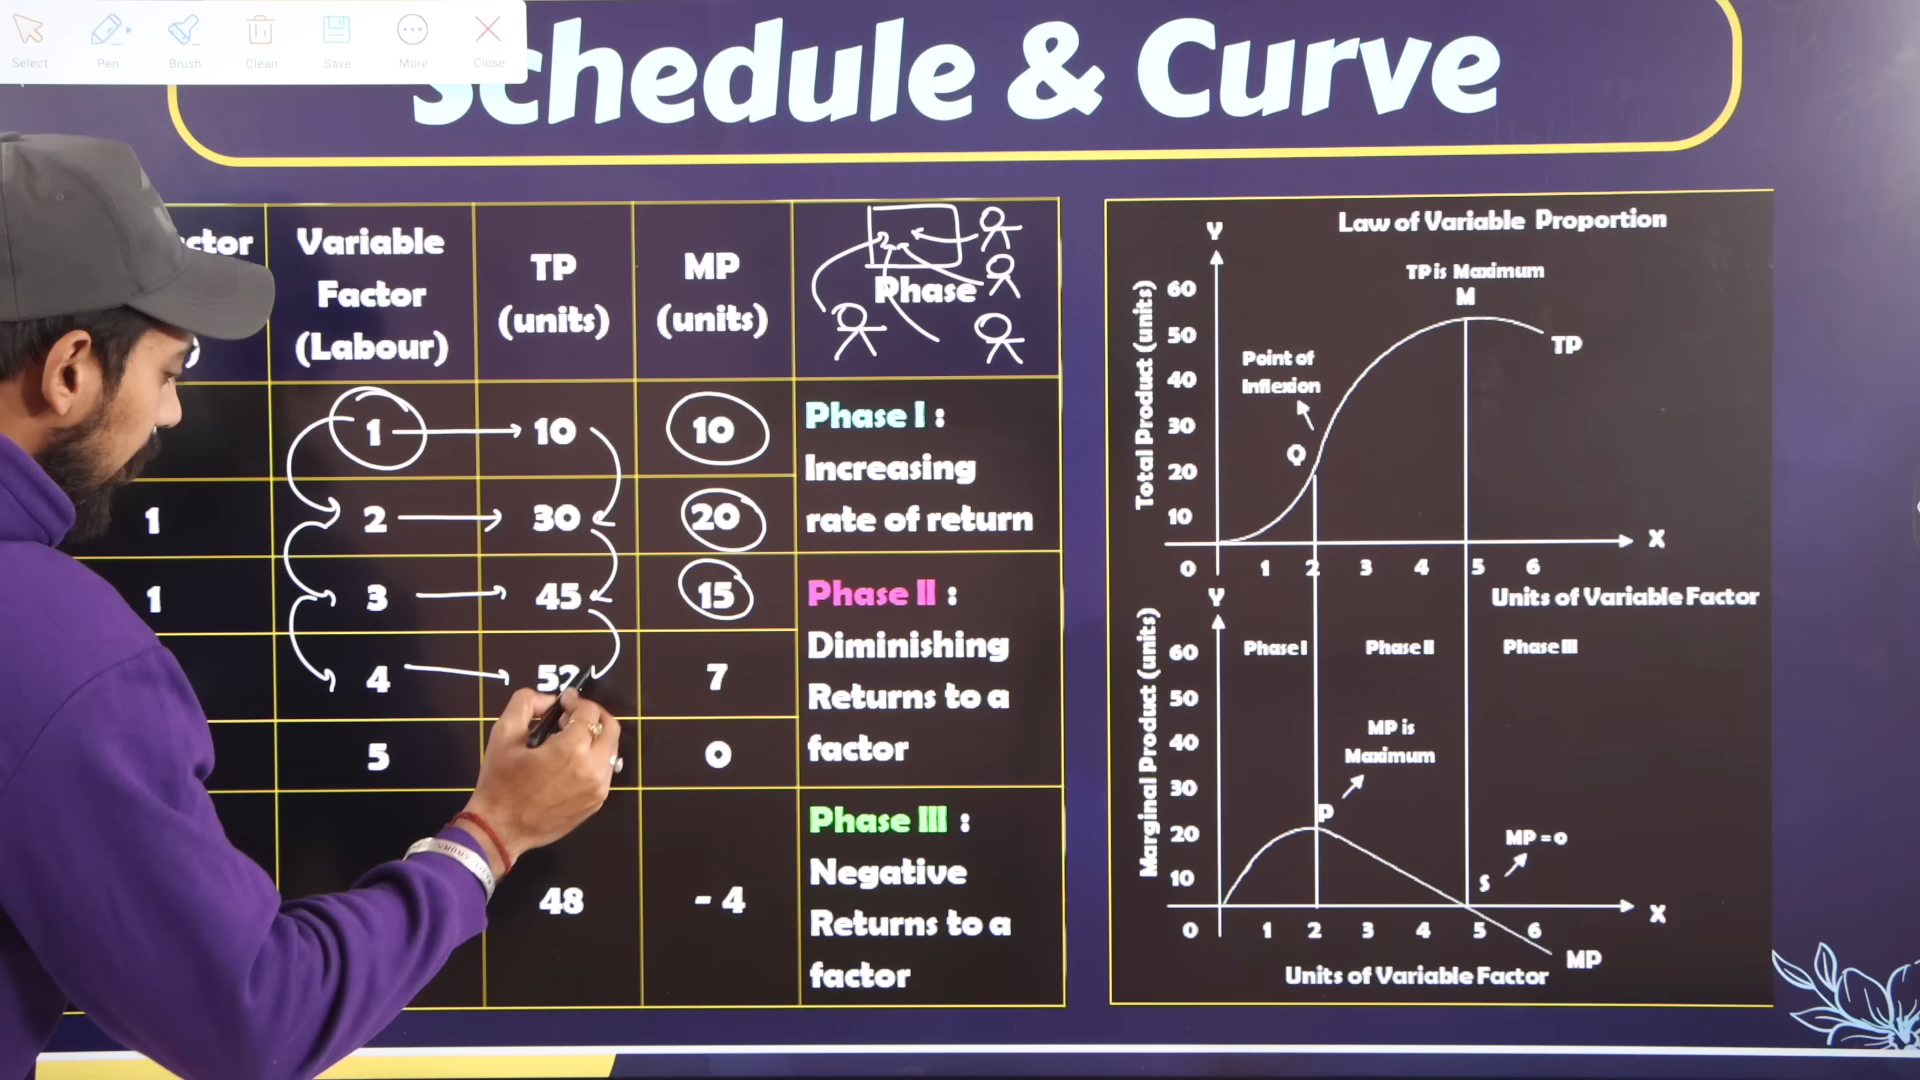 Select Pen Brush Clean Save More Close
Schedule & Curve
ctor
)
Variable
Factor
(Labour)
TP
(units)
MP
(units)
Phase
1 10 10
1 2 30 20
1 3 45 15
4 52 7
5 0
48 - 4
Phase I :
Increasing
rate of return
Phase II :
Diminishing
Returns to a
factor
Phase III :
Negative
Returns to a
factor
Law of Variable Proportion
Y
Total Product (units)
60
50
40
30
20
10
0 1 2 3 4 5 6
X
TP is Maximum
M
TP
Point of
Inflexion
Q
Units of Variable Factor
Y
Marginal Product (units)
60
50
40
30
20
10
0 1 2 3 4 5 6
X
Phase I Phase II Phase III
MP is
Maximum
P
MP = 0
S
MP
Units of Variable Factor